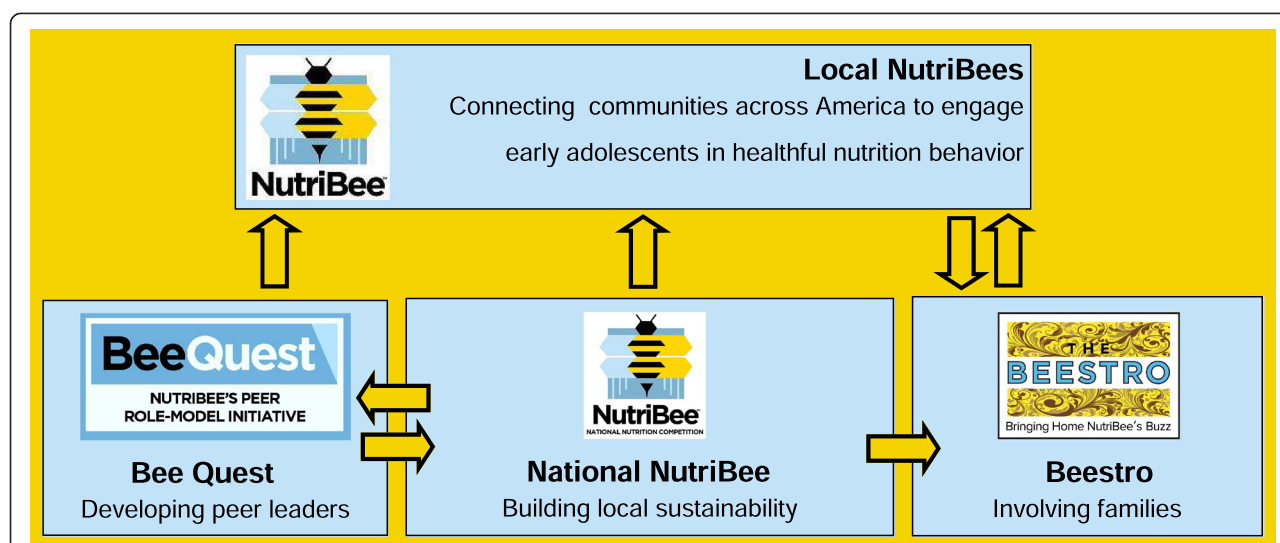 Local NutriBees
Connecting communities across America to engage
early adolescents in healthful nutrition behavior
NutriBee™
BeeQuest
NUTRIBEE'S PEER
ROLE-MODEL INITIATIVE
Bee Quest
Developing peer leaders
NutriBee™
NATIONAL NUTRITION COMPETITION
National NutriBee
Building local sustainability
THE
BEESTRO
Bringing Home NutriBee's Buzz
Beestro
Involving families